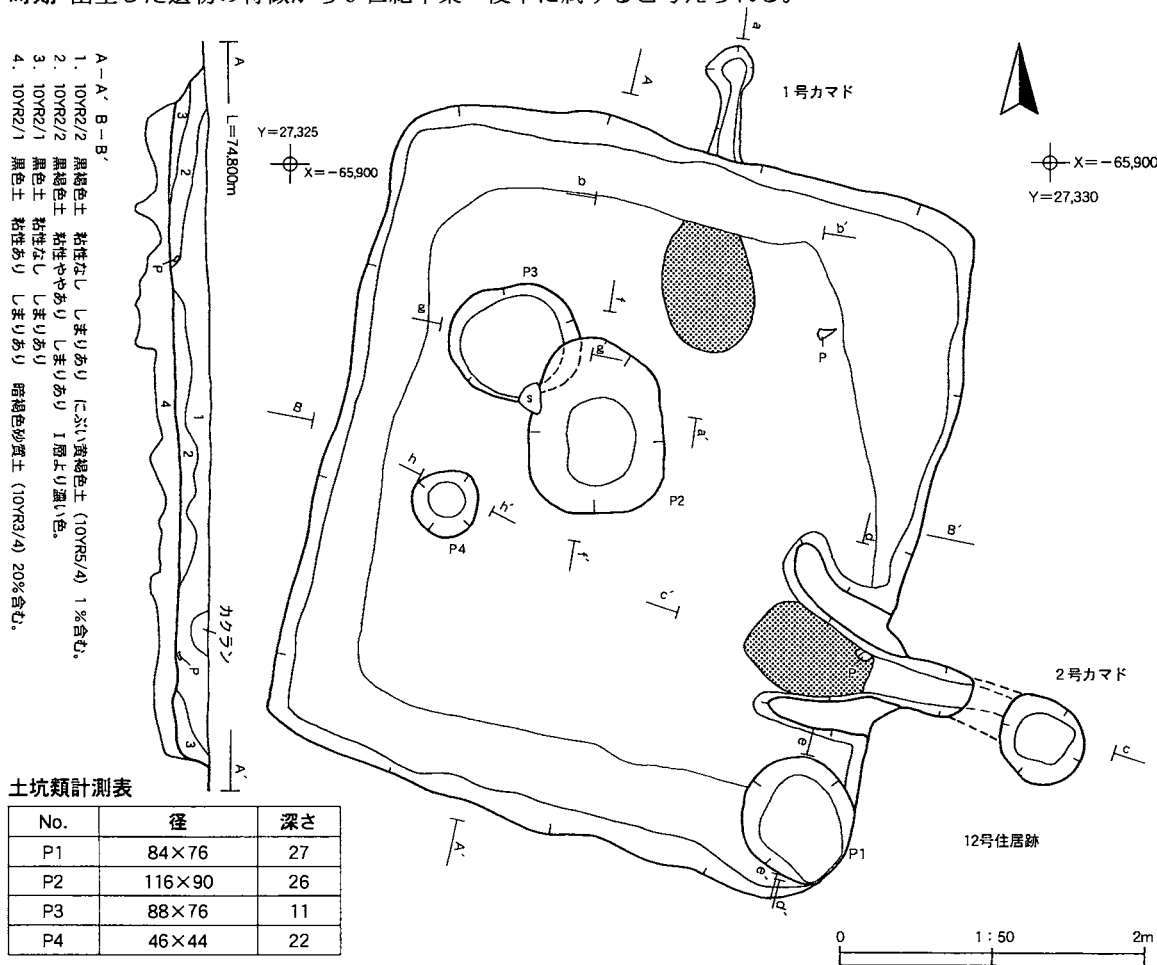 時期 出土した遺物の特徴から9世紀中葉～後半に属すると考えられる。
A－A´ B－B´
1. 10YR2/2 黒褐色土 粘性なし しまりあり にぶい黄褐色土 (10YR5/4) 1%含む。
2. 10YR2/2 黒褐色土 粘性ややあり しまりあり Ⅰ層より濃い色。
3. 10YR2/1 黒色土 粘性なし しまりあり
4. 10YR2/1 黒色土 粘性あり しまりあり 暗褐色砂質土 (10YR3/4) 20%含む。
A
L=74,800m
3
2
P
4
1
2
カクラン
P
3
A´
Y=27,325
X=-65,900
a
A
1号カマド
X=-65,900
Y=27,330
b
b´
P3
f
g
g´
P
S
B
a´
h
h´
P2
P4
f´
d
B´
c´
P
2号カマド
c
e
P1
e´
d´
A´
12号住居跡
土坑類計測表
No. 径 深さ
P1 84×76 27
P2 116×90 26
P3 88×76 11
P4 46×44 22
0 1:50 2m